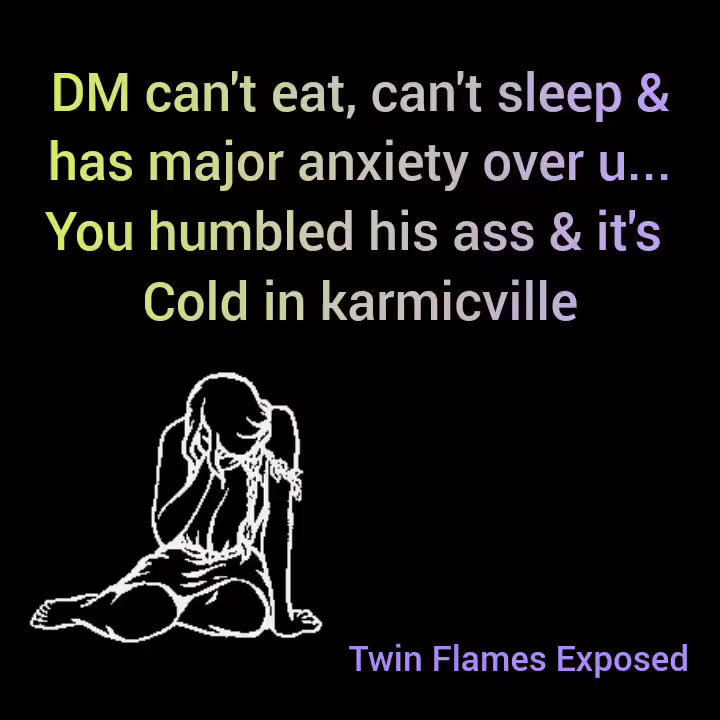 DM can't eat, can't sleep &
has major anxiety over u...
You humbled his ass & it's
Cold in karmicville
Twin Flames Exposed